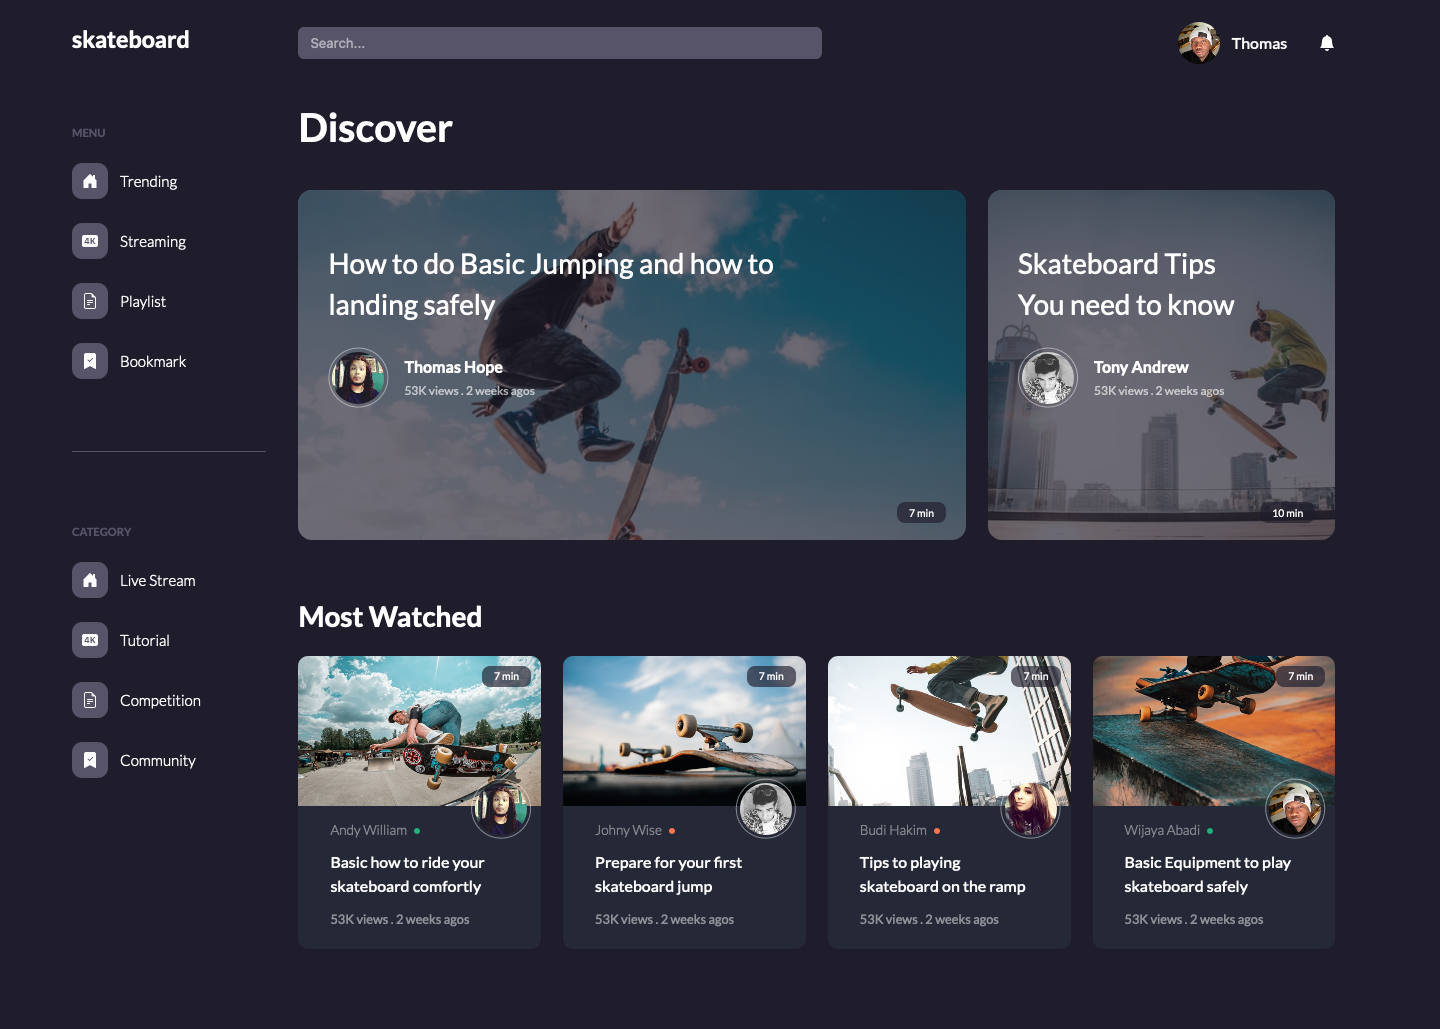 skateboard
Search...
Thomas
MENU
Trending
4K
Streaming
Playlist
Bookmark
CATEGORY
Live Stream
4K
Tutorial
Competition
Community
Discover
How to do Basic Jumping and how to
landing safely
Thomas Hope
53K views . 2 weeks agos
7 min
Skateboard Tips
You need to know
Tony Andrew
53K views . 2 weeks agos
10 min
Most Watched
7 min
Andy William
Basic how to ride your
skateboard comfortly
53K views . 2 weeks agos
7 min
Johny Wise
Prepare for your first
skateboard jump
53K views . 2 weeks agos
7 min
Budi Hakim
Tips to playing
skateboard on the ramp
53K views . 2 weeks agos
7 min
Wijaya Abadi
Basic Equipment to play
skateboard safely
53K views . 2 weeks agos